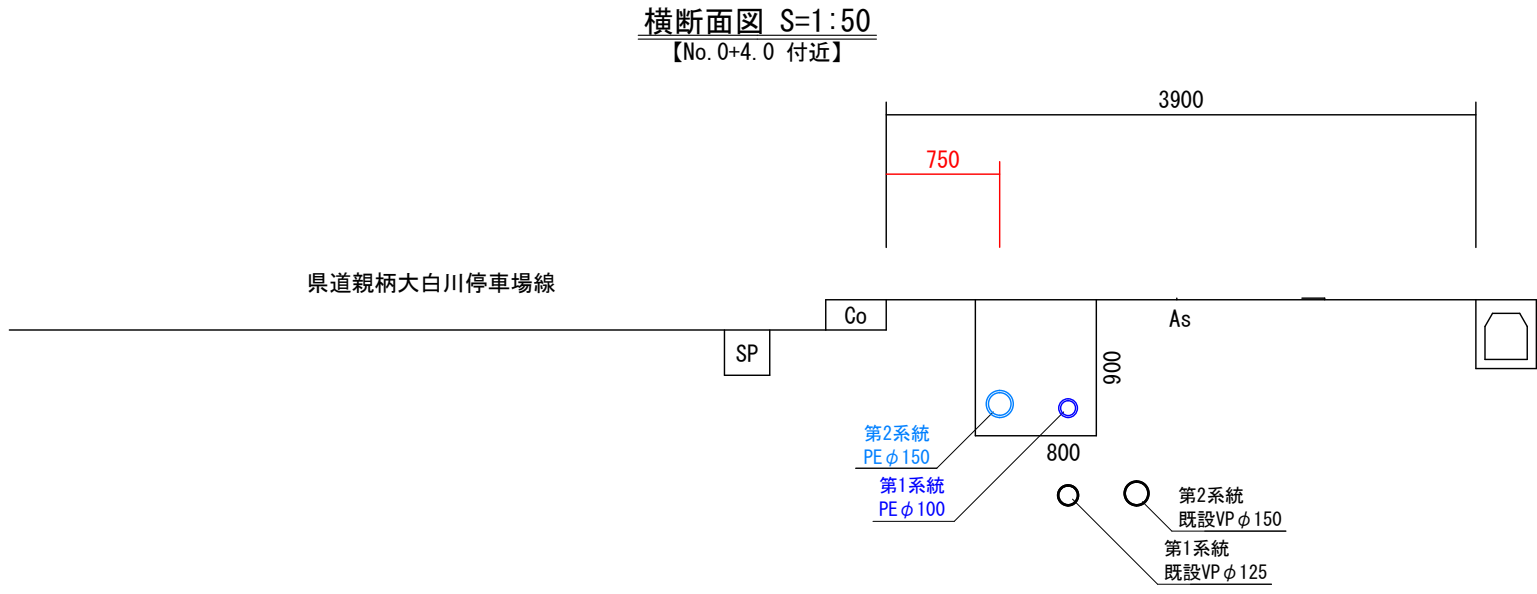 横断面図 S=1:50
【No.0+4.0 付近】
3900
750
県道親柄大白川停車場線
Co
As
SP
900
第2系統
PEφ150
800
第1系統
PEφ100
第2系統
既設VPφ150
第1系統
既設VPφ125